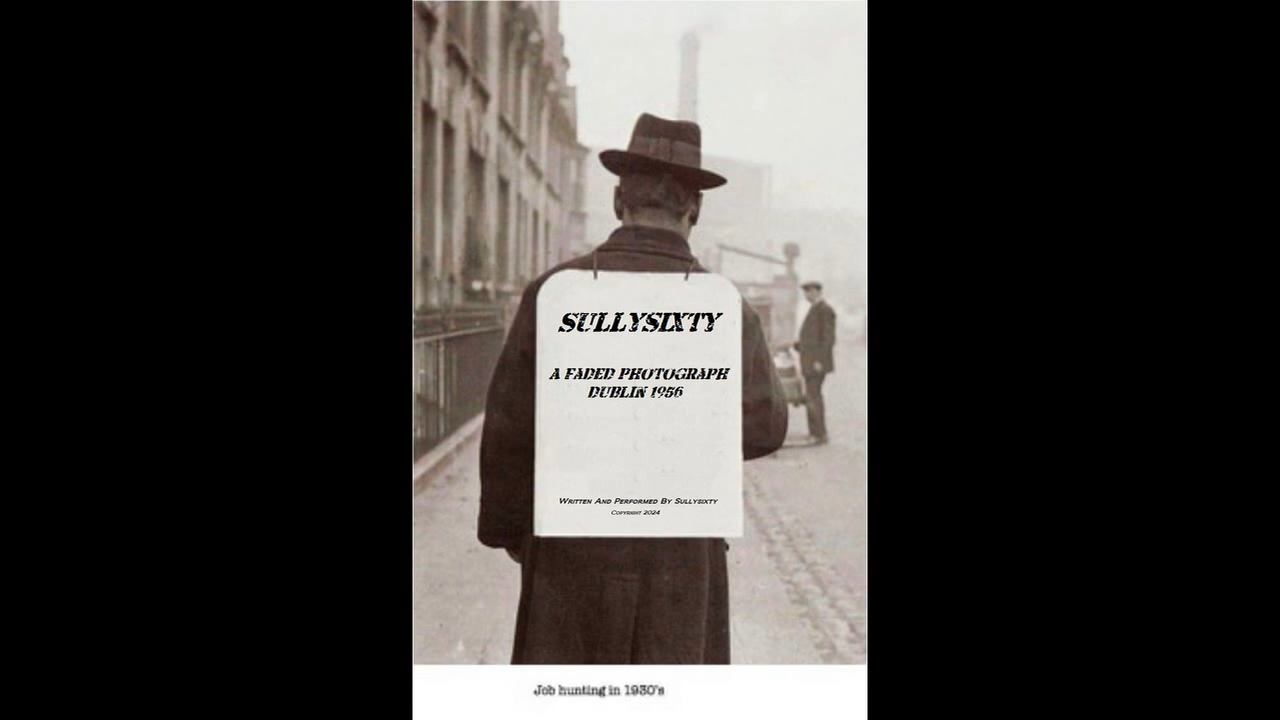 SULLYSIXTY
A FADED PHOTOGRAPH
DUBLIN 1956
WRITTEN AND PERFORMED BY SULLYSIXTY
COPYRIGHT 2024
Job hunting in 1930's